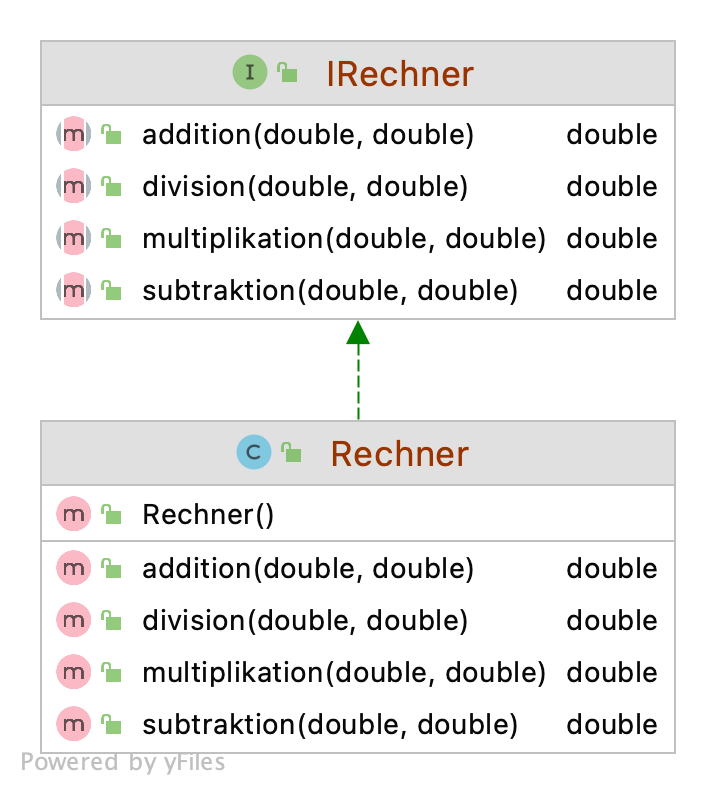 I IRechner
m addition(double, double) double
m division(double, double) double
m multiplikation(double, double) double
m subtraktion(double, double) double
C Rechner
m Rechner()
m addition(double, double) double
m division(double, double) double
m multiplikation(double, double) double
m subtraktion(double, double) double
Powered by yFiles